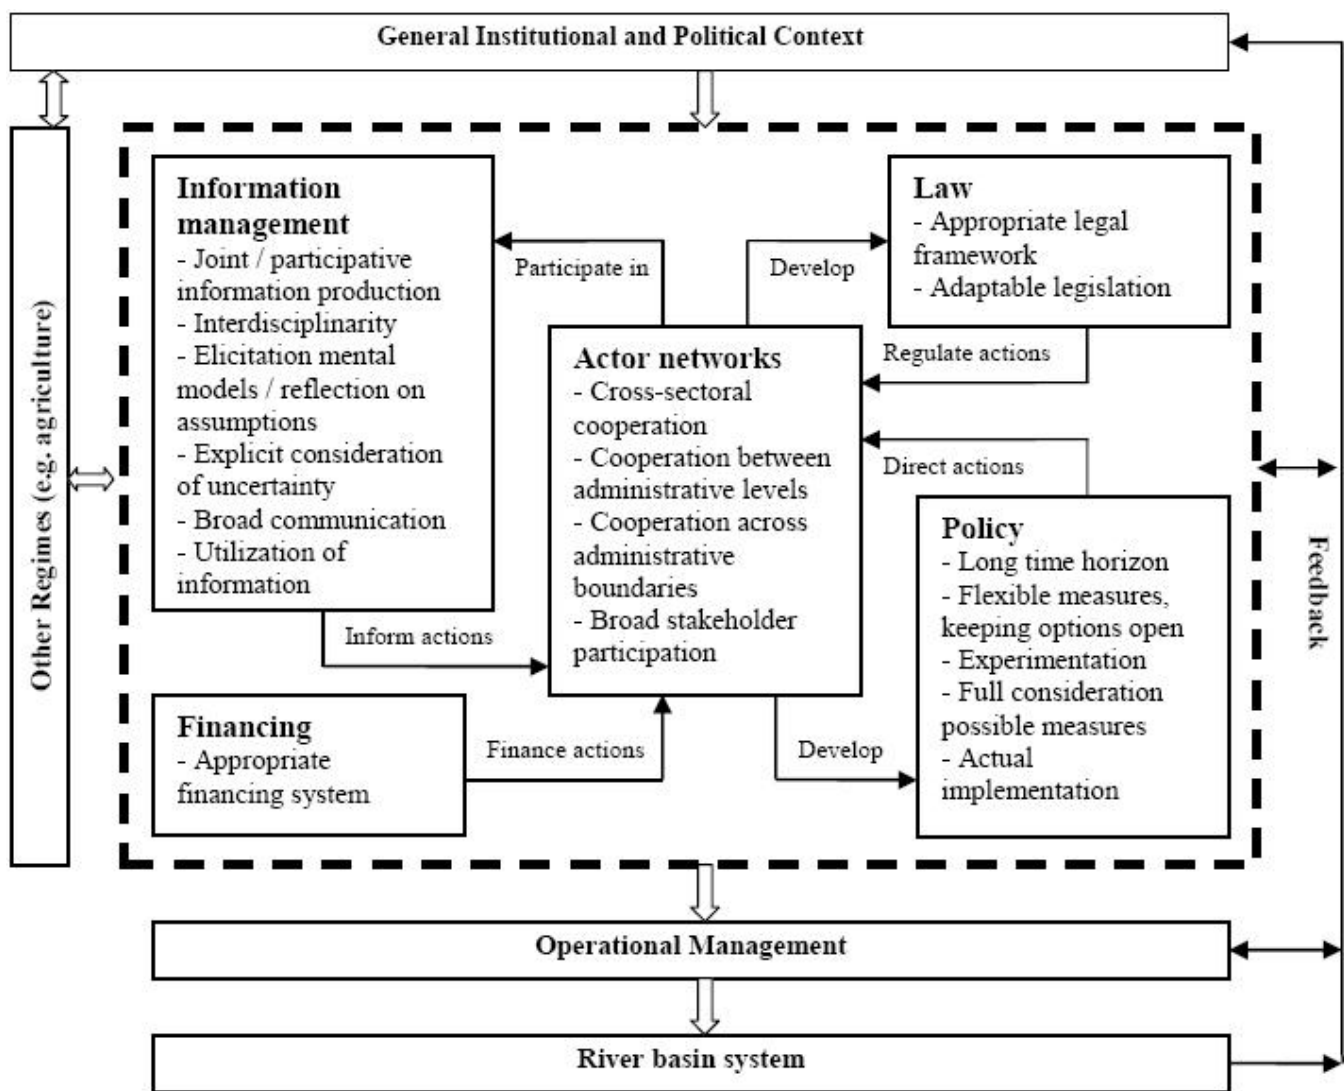 General Institutional and Political Context
Other Regimes (e.g. agriculture)
Information
management
- Joint / participative
information production
- Interdisciplinarity
- Elicitation mental
models / reflection on
assumptions
- Explicit consideration
of uncertainty
- Broad communication
- Utilization of
information
Participate in
Develop
Law
- Appropriate legal
framework
- Adaptable legislation
Regulate actions
Actor networks
- Cross-sectoral
cooperation
- Cooperation between
administrative levels
- Cooperation across
administrative
boundaries
- Broad stakeholder
participation
Direct actions
Policy
- Long time horizon
- Flexible measures,
keeping options open
- Experimentation
- Full consideration
possible measures
- Actual
implementation
Inform actions
Financing
- Appropriate
financing system
Finance actions
Develop
Feedback
Operational Management
River basin system